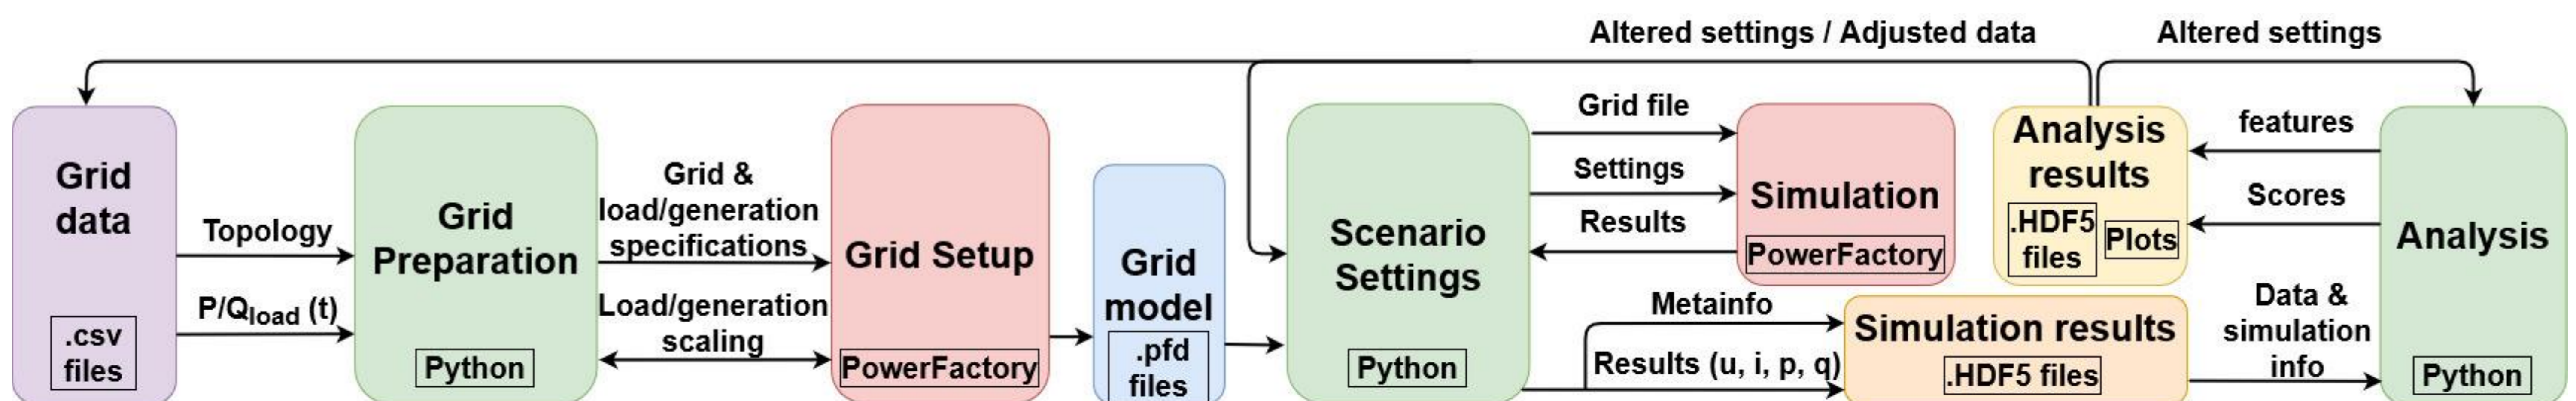 Altered settings / Adjusted data
Altered settings
Grid
data
.csv
files
Topology
P/Qload (t)
Grid
Preparation
Python
Grid &
load/generation
specifications
Load/generation
scaling
Grid Setup
PowerFactory
Grid
model
.pfd
files
Scenario
Settings
Python
Grid file
Settings
Results
Simulation
PowerFactory
Metainfo
Results (u, i, p, q)
Analysis
results
.HDF5
files
Plots
Simulation results
.HDF5 files
features
Scores
Data &
simulation
info
Analysis
Python